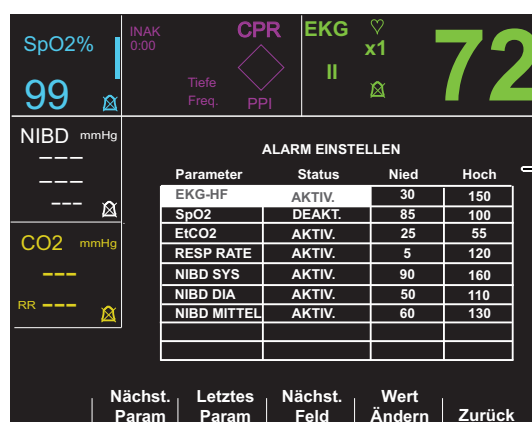 SpO2%
99
INAK
0:00
CPR
Tiefe
Freq.
PPI
EKG
x1
II
72
NIBD mmHg
---
---
---
CO2 mmHg
---
RR ---
ALARM EINSTELLEN
Parameter Status Nied Hoch
EKG-HF AKTIV. 30 150
SpO2 DEAKT. 85 100
EtCO2 AKTIV. 25 55
RESP RATE AKTIV. 5 120
NIBD SYS AKTIV. 90 160
NIBD DIA AKTIV. 50 110
NIBD MITTEL AKTIV. 60 130
Nächst. Param
Letztes Param
Nächst. Feld
Wert Ändern
Zurück